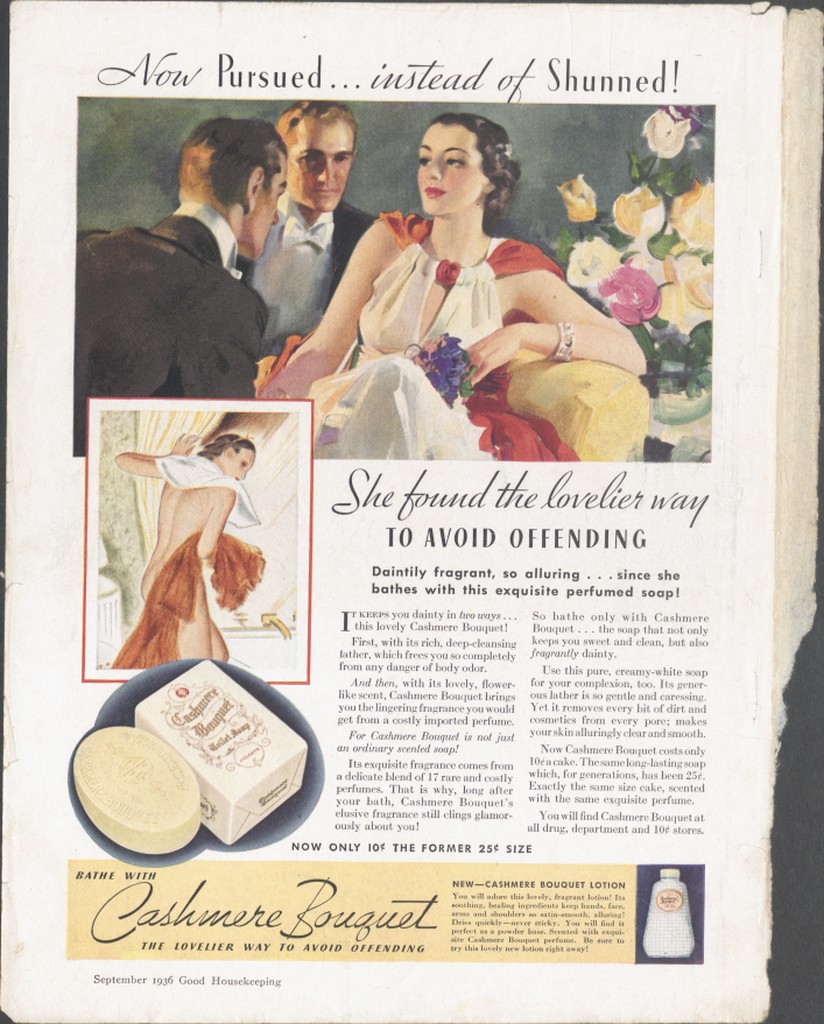 Now Pursued... instead of Shunned!
She found the lovelier way
TO AVOID OFFENDING
Daintily fragrant, so alluring . . . since she
bathes with this exquisite perfumed soap!
IT KEEPS you dainty in two ways...
this lovely Cashmere Bouquet!
First, with its rich, deep-cleansing
lather, which frees you so completely
from any danger of body odor.
And then, with its lovely, flower-
like scent, Cashmere Bouquet brings
you the lingering fragrance you would
get from a costly imported perfume.
For Cashmere Bouquet is not just
an ordinary scented soap!
Its exquisite fragrance comes from
a delicate blend of 17 rare and costly
perfumes. That is why, long after
your bath, Cashmere Bouquet's
elusive fragrance still clings glamor-
ously about you!
So bathe only with Cashmere
Bouquet . . . the soap that not only
keeps you sweet and clean, but also
fragrantly dainty.
Use this pure, creamy-white soap
for your complexion, too. Its gener-
ous lather is so gentle and caressing.
Yet it removes every bit of dirt and
cosmetics from every pore; makes
your skin alluringly clear and smooth.
Now Cashmere Bouquet costs only
10¢ a cake. The same long-lasting soap
which, for generations, has been 25¢.
Exactly the same size cake, scented
with the same exquisite perfume.
You will find Cashmere Bouquet at
all drug, department and 10¢ stores.
Cashmere
Bouquet
Toilet Soap
NOW ONLY 10¢ THE FORMER 25¢ SIZE
BATHE WITH
Cashmere Bouquet
THE LOVELIER WAY TO AVOID OFFENDING
NEW—CASHMERE BOUQUET LOTION
You will adore this lovely, fragrant lotion! Its
soothing, healing ingredients keep hands, face,
arms and shoulders so satin-smooth, alluring!
Dries quickly—never sticky. You will find it
perfect as a powder base. Scented with exqui-
site Cashmere Bouquet perfume. Be sure to
try this lovely new lotion right away!
September 1936 Good Housekeeping